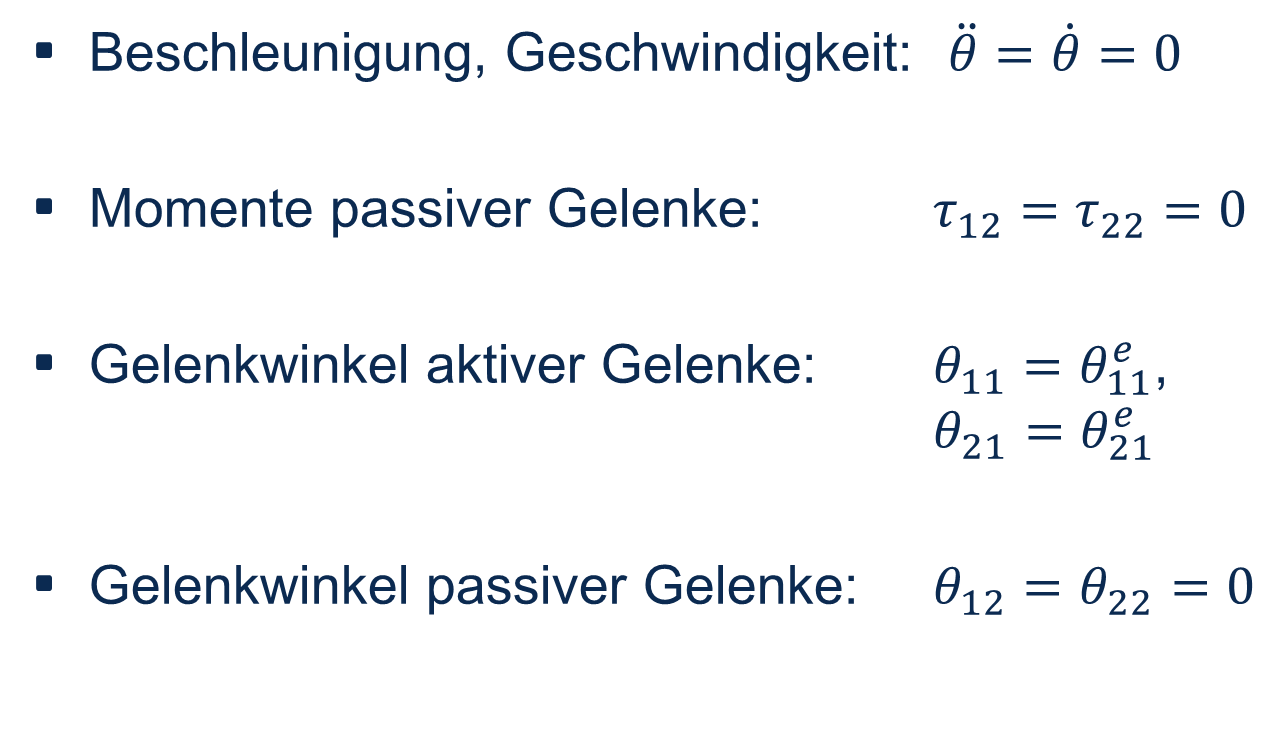 ▪ Beschleunigung, Geschwindigkeit: θ̈ = θ̇ = 0
▪ Momente passiver Gelenke: τ₁₂ = τ₂₂ = 0
▪ Gelenkwinkel aktiver Gelenke: θ₁₁ = θ₁₁ᵉ,
θ₂₁ = θ₂₁ᵉ
▪ Gelenkwinkel passiver Gelenke: θ₁₂ = θ₂₂ = 0